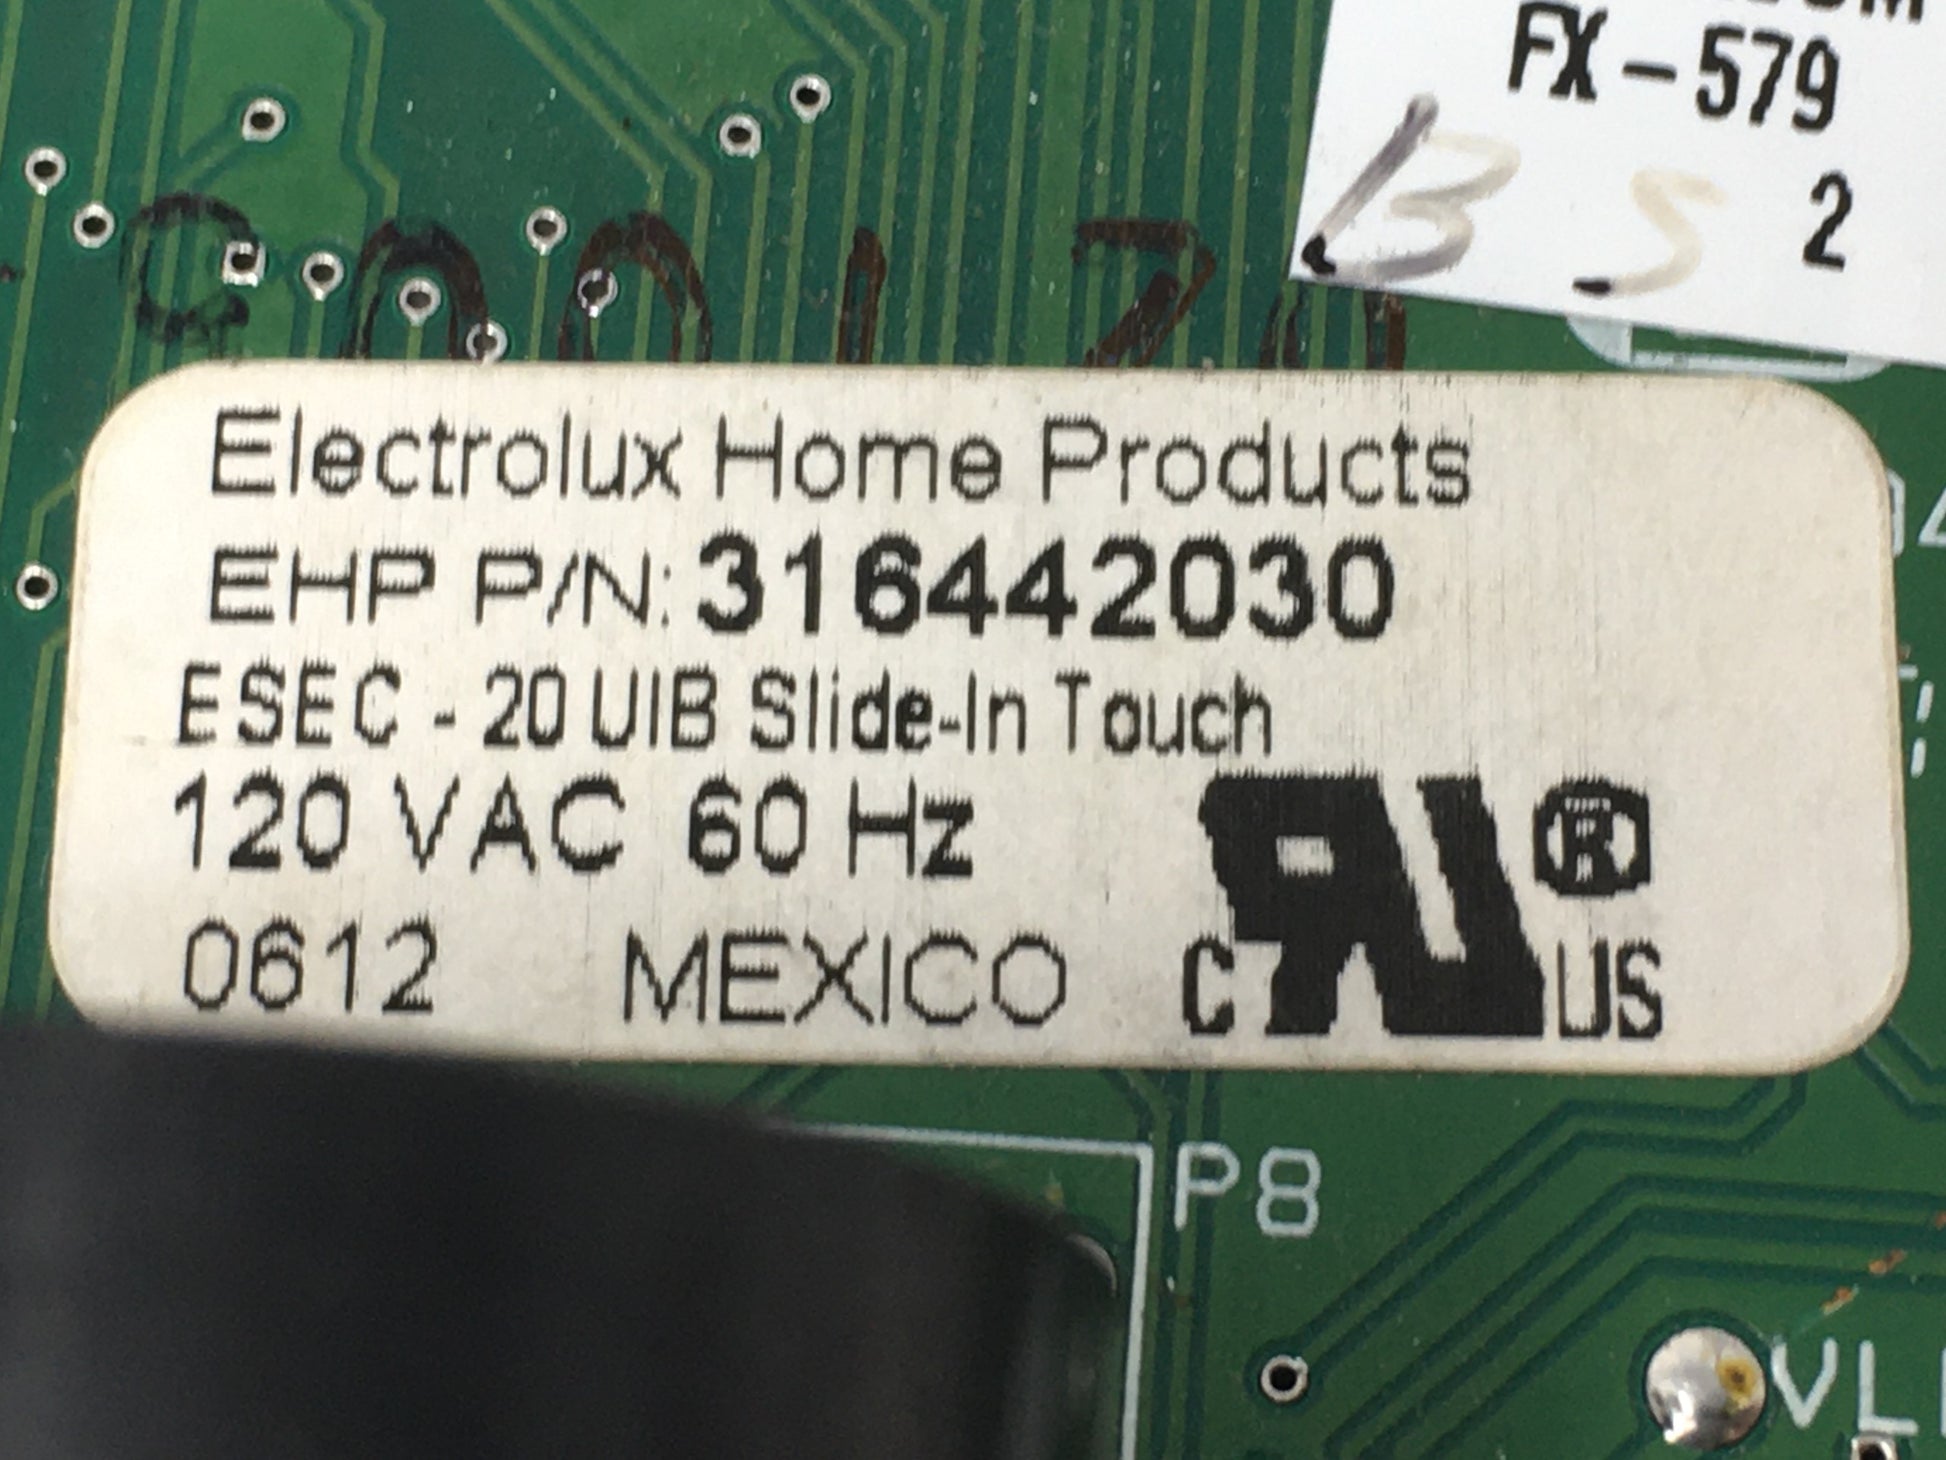 FX-579
BS 2
Electrolux Home Products
EHP P/N: 316442030
ESEC - 20 UIB Slide-In Touch
120 VAC 60 Hz
®
0612 MEXICO C US
P8